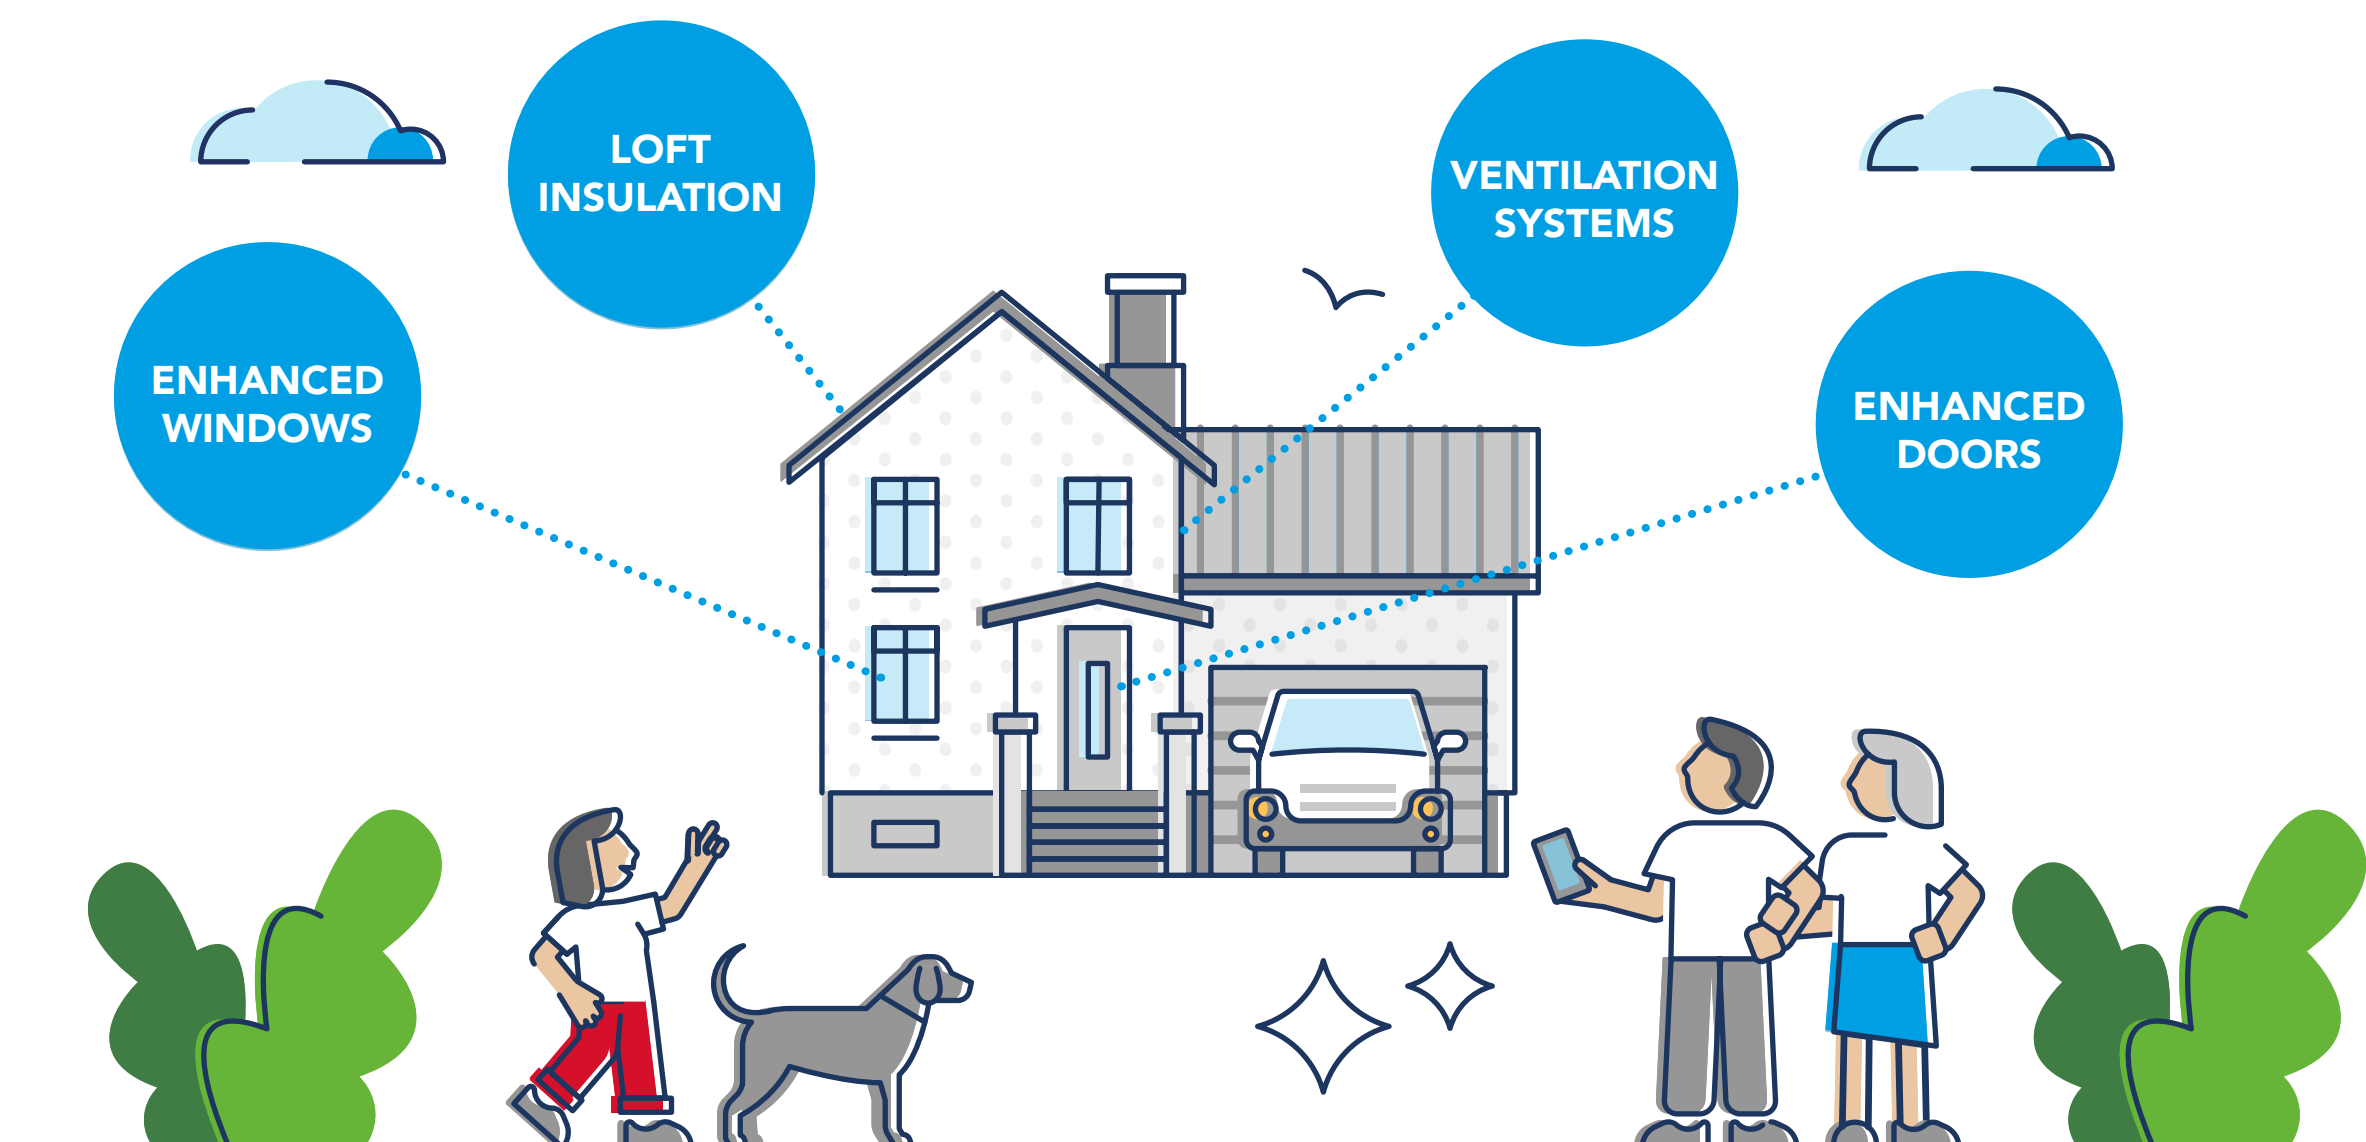 LOFT
INSULATION
VENTILATION
SYSTEMS
ENHANCED
WINDOWS
ENHANCED
DOORS